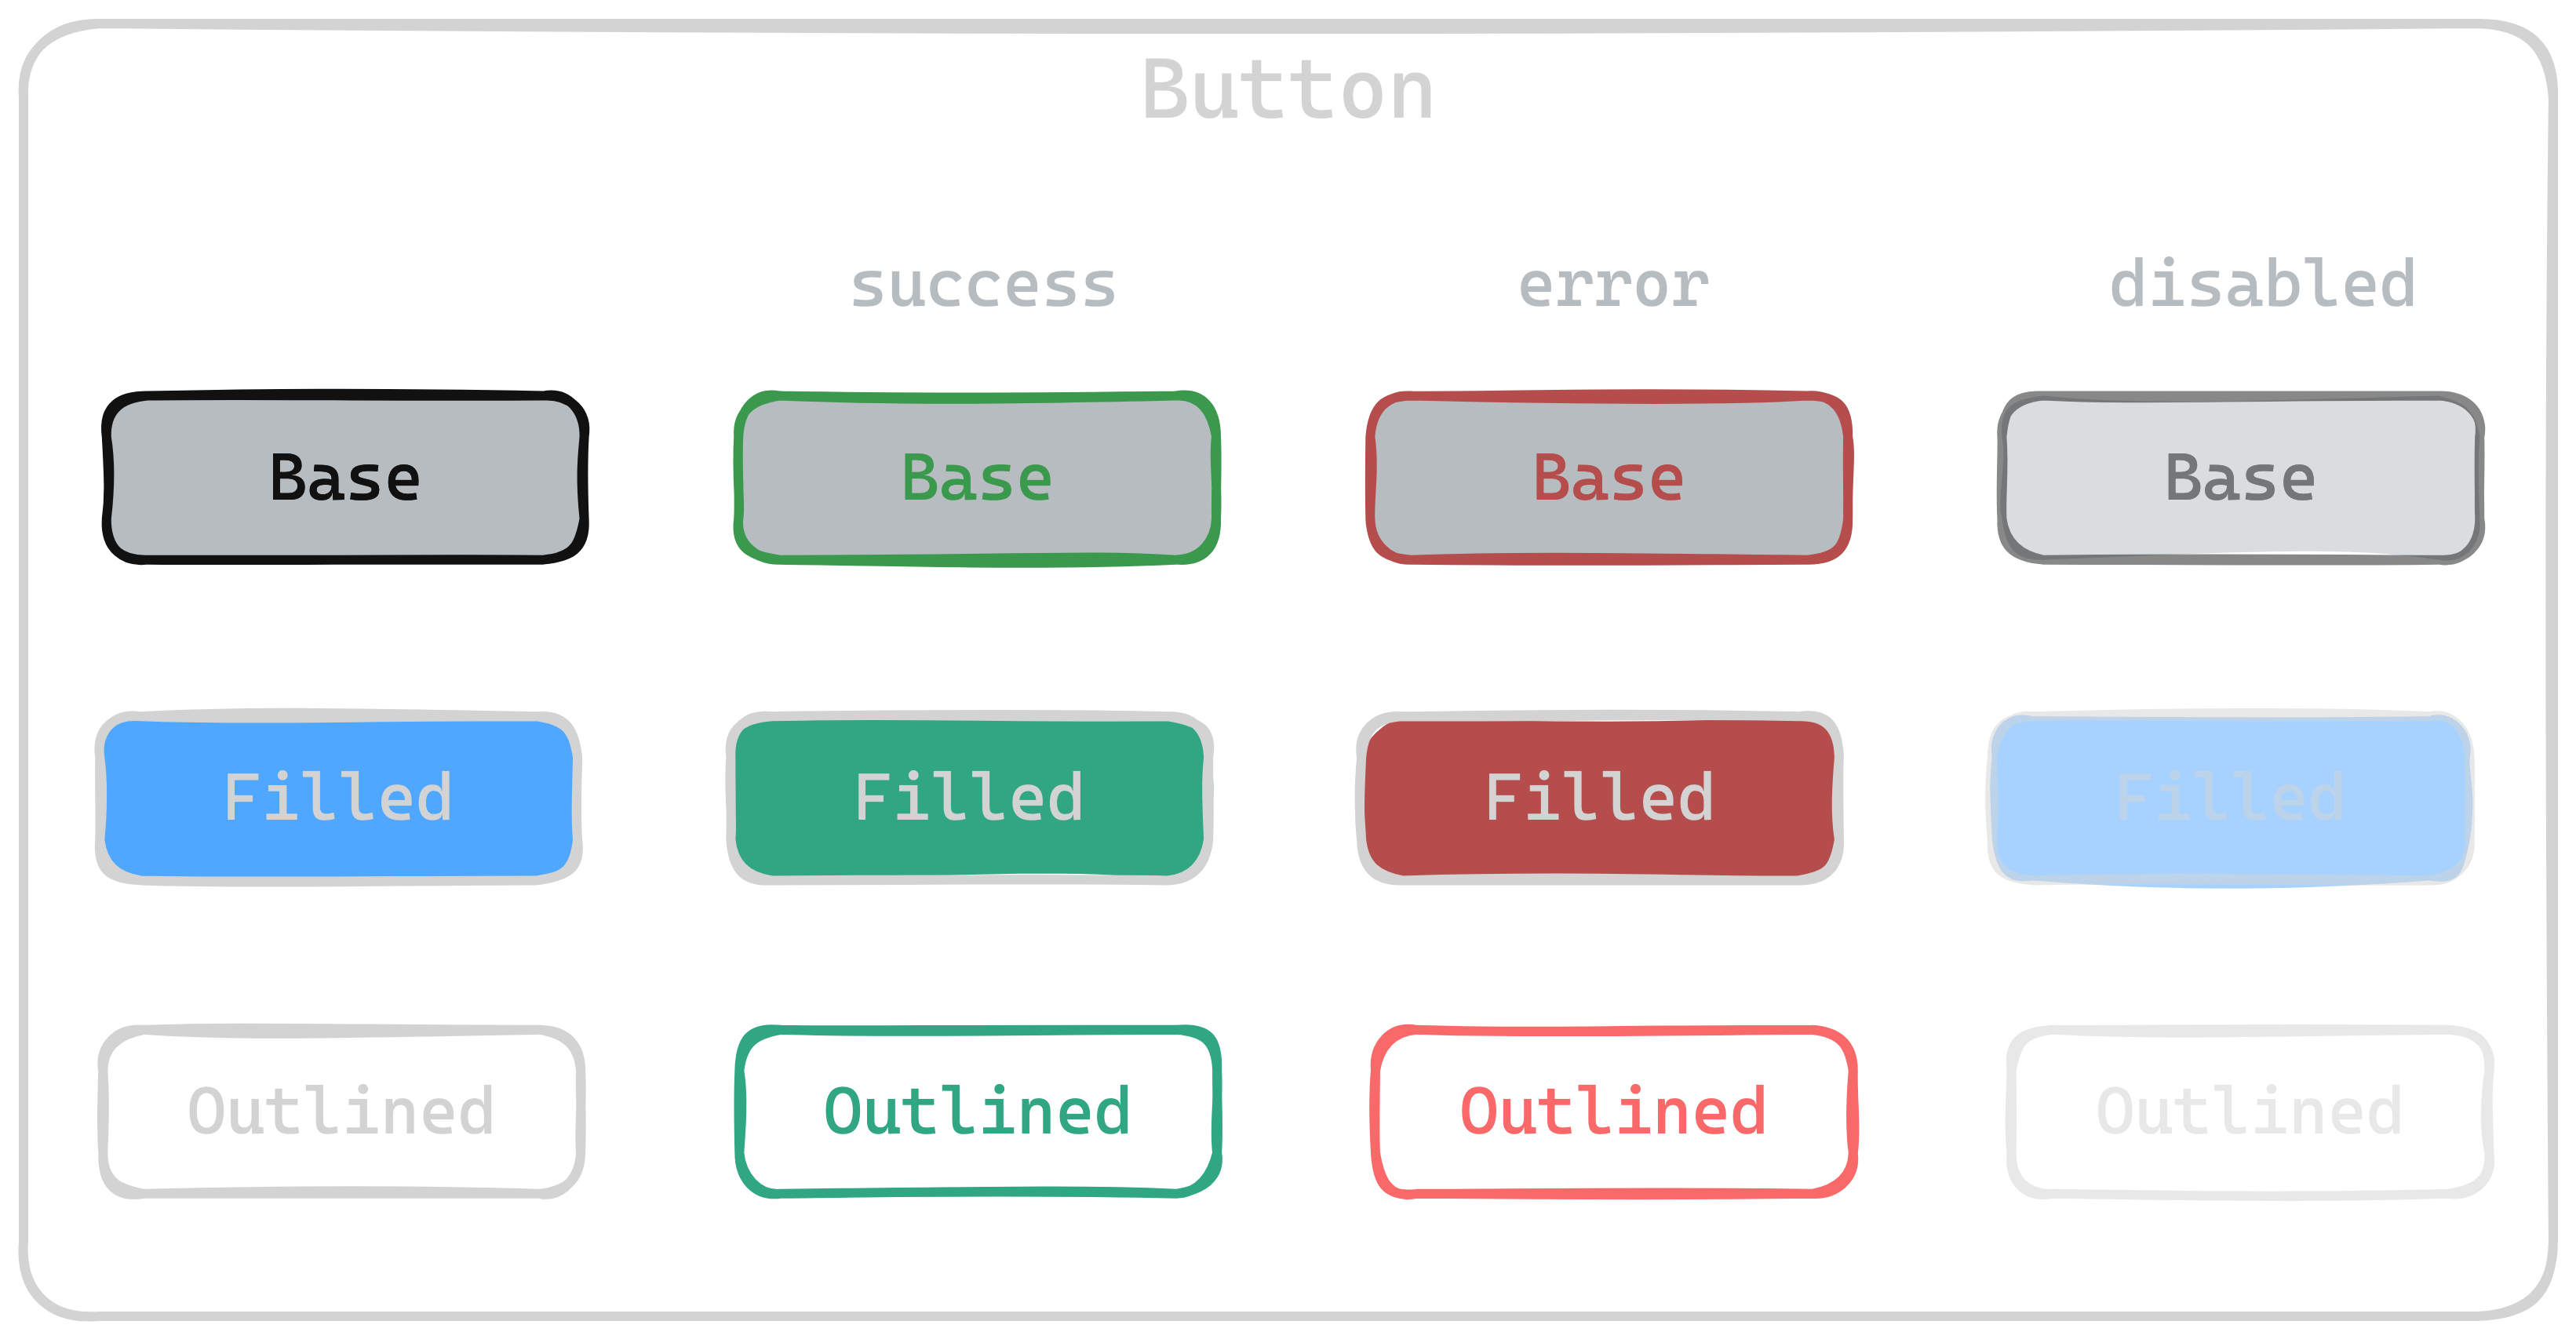 Button
success error disabled
Base Base Base Base
Filled Filled Filled Filled
Outlined Outlined Outlined Outlined